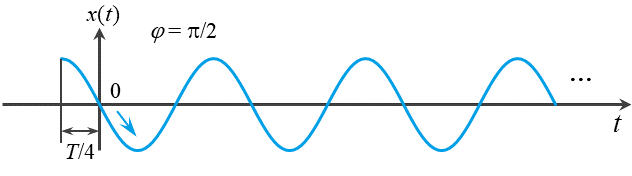 x(t)
φ = π/2
0
...
t
T/4